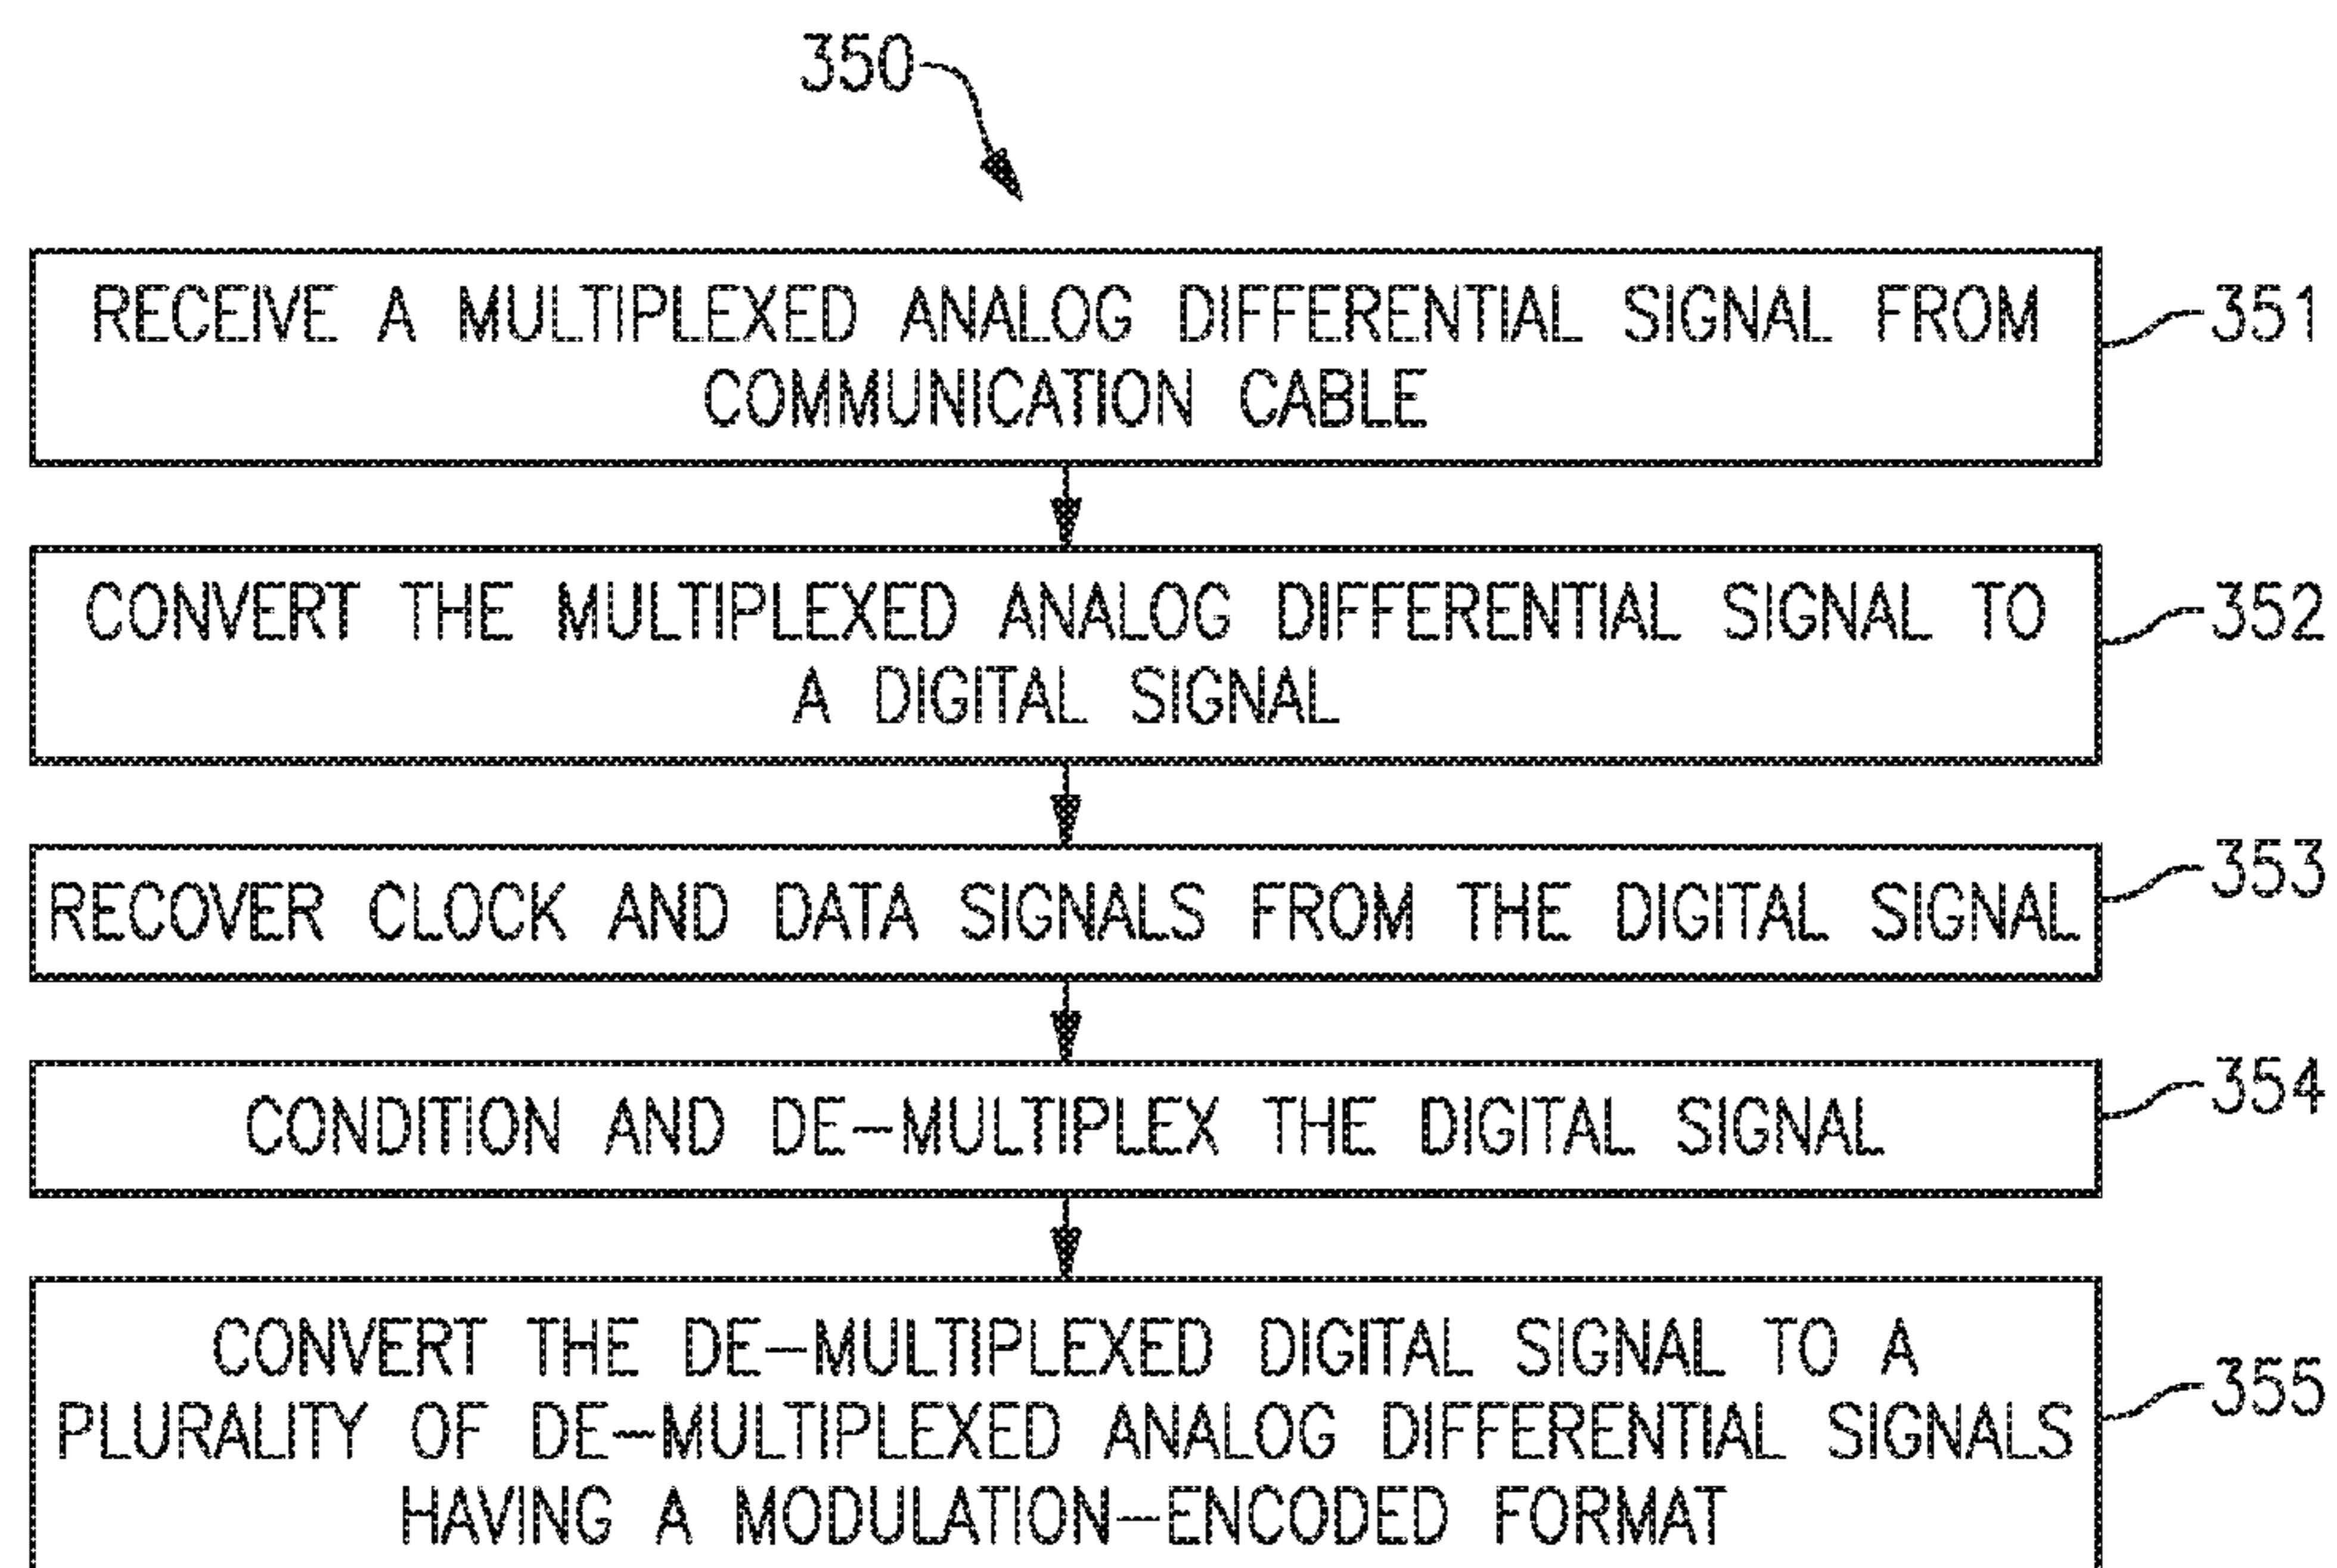 350
RECEIVE A MULTIPLEXED ANALOG DIFFERENTIAL SIGNAL FROM
COMMUNICATION CABLE
351
CONVERT THE MULTIPLEXED ANALOG DIFFERENTIAL SIGNAL TO
A DIGITAL SIGNAL
352
RECOVER CLOCK AND DATA SIGNALS FROM THE DIGITAL SIGNAL
353
CONDITION AND DE-MULTIPLEX THE DIGITAL SIGNAL
354
CONVERT THE DE-MULTIPLEXED DIGITAL SIGNAL TO A
PLURALITY OF DE-MULTIPLEXED ANALOG DIFFERENTIAL SIGNALS
HAVING A MODULATION-ENCODED FORMAT
355